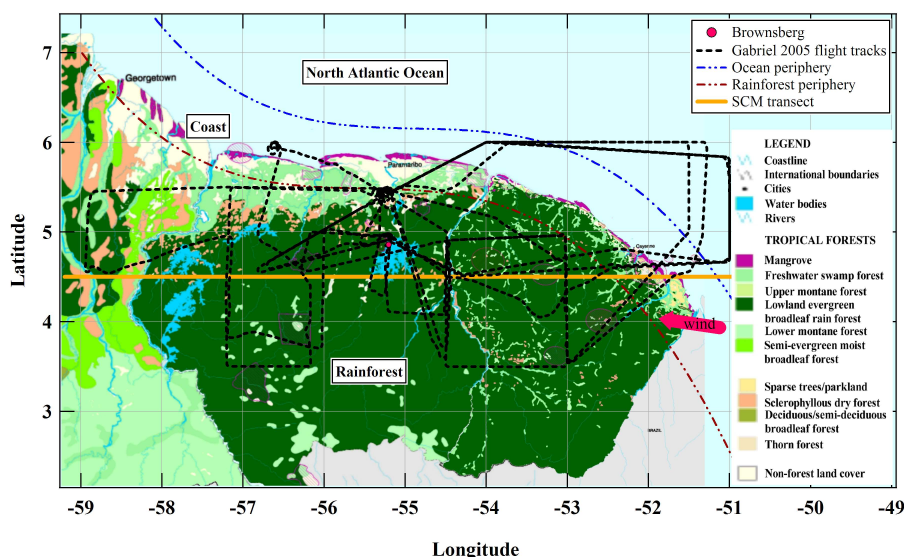 Brownsberg
Gabriel 2005 flight tracks
Ocean periphery
Rainforest periphery
SCM transect
North Atlantic Ocean
Georgetown
Coast
Paramaribo
Cayenne
wind
Rainforest
BRAZIL
LEGEND
Coastline
International boundaries
Cities
Water bodies
Rivers
TROPICAL FORESTS
Mangrove
Freshwater swamp forest
Upper montane forest
Lowland evergreen
broadleaf rain forest
Lower montane forest
Semi-evergreen moist
broadleaf forest
Sparse trees/parkland
Sclerophyllous dry forest
Deciduous/semi-deciduous
broadleaf forest
Thorn forest
Non-forest land cover
Latitude
7
6
5
4
3
-59
-58
-57
-56
-55
-54
-53
-52
-51
-50
-49
Longitude